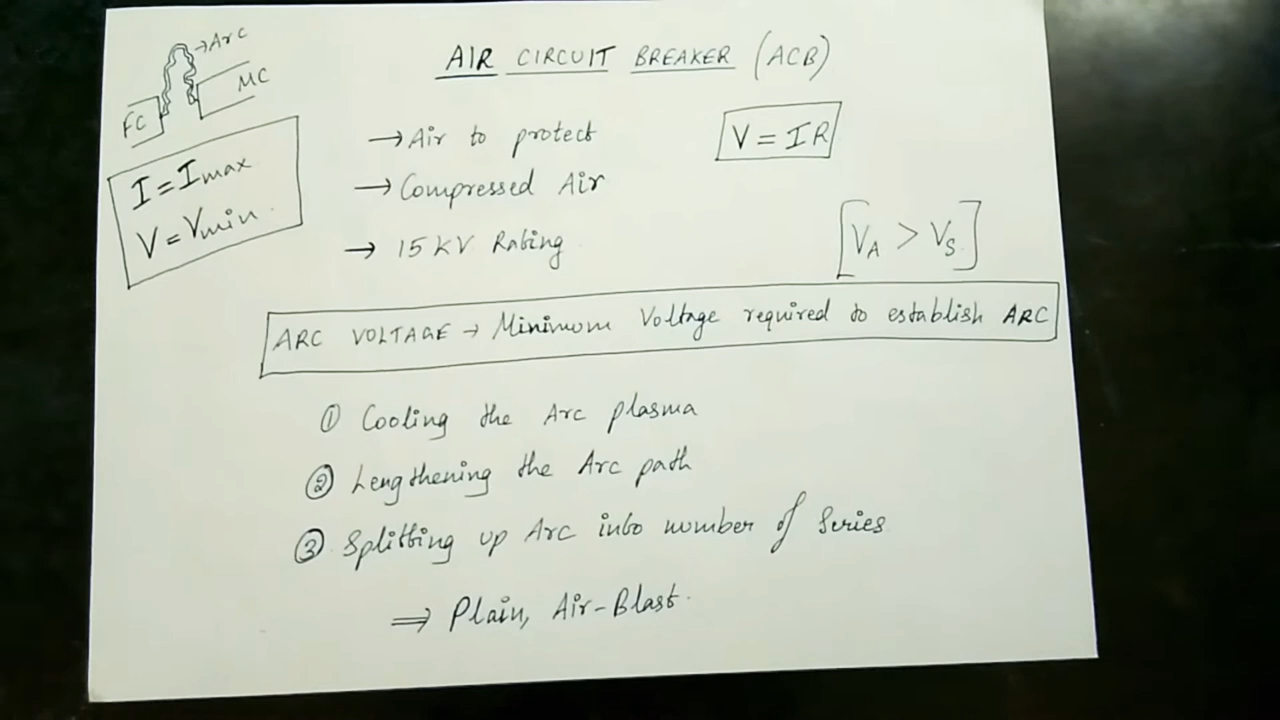 AIR CIRCUIT BREAKER (ACB)
→Arc
MC
FC
I = Imax
V = Vmin.
→ Air to protect
→ Compressed Air
→ 15 KV Rating
V = IR
[VA > VS]
ARC VOLTAGE → Minimum Voltage required to establish ARC
① Cooling the Arc plasma
② Lengthening the Arc path
③ Splitting up Arc into number of Series
⇒ Plain, Air-Blast.